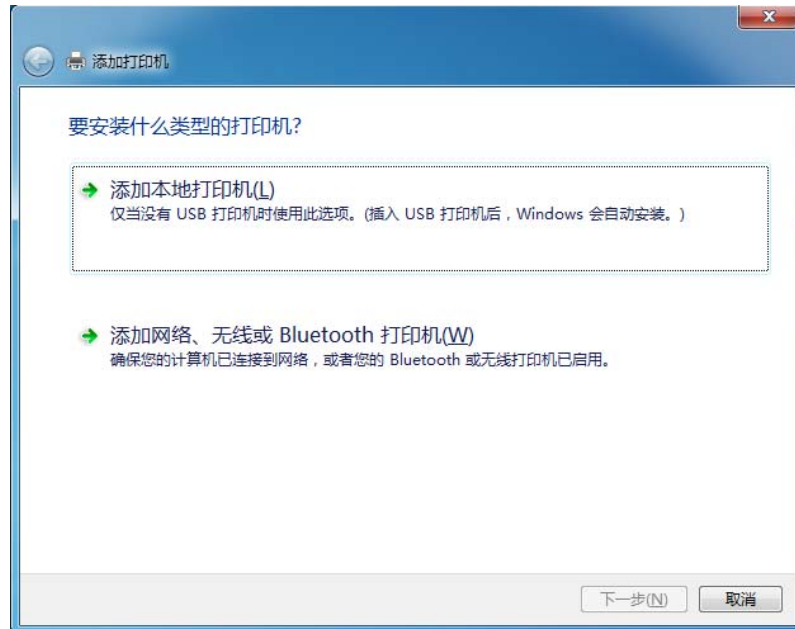 添加打印机
要安装什么类型的打印机?
添加本地打印机(L)
仅当没有 USB 打印机时使用此选项。(插入 USB 打印机后，Windows 会自动安装。)
添加网络、无线或 Bluetooth 打印机(W)
确保您的计算机已连接到网络，或者您的 Bluetooth 或无线打印机已启用。
下一步(N) 取消